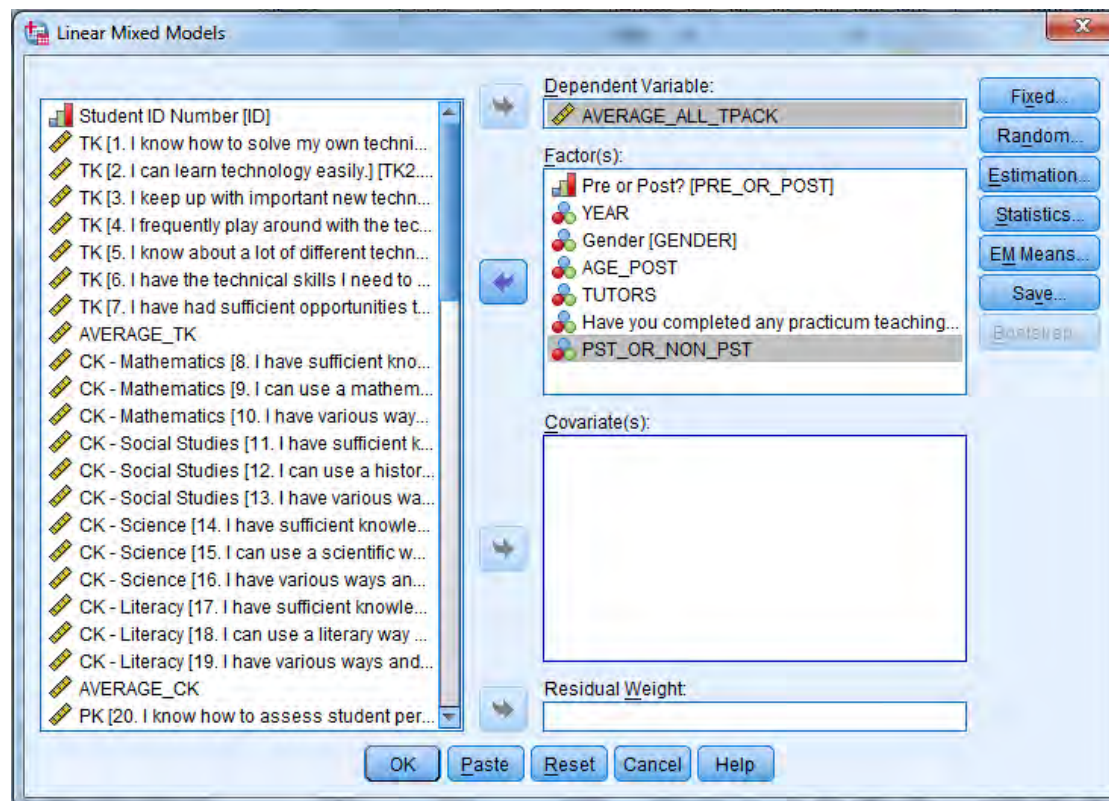 Linear Mixed Models
Student ID Number [ID]
TK [1. I know how to solve my own techni...
TK [2. I can learn technology easily.] [TK2....
TK [3. I keep up with important new techn...
TK [4. I frequently play around with the tec...
TK [5. I know about a lot of different techn...
TK [6. I have the technical skills I need to ...
TK [7. I have had sufficient opportunities t...
AVERAGE_TK
CK - Mathematics [8. I have sufficient kno...
CK - Mathematics [9. I can use a mathem...
CK - Mathematics [10. I have various way...
CK - Social Studies [11. I have sufficient k...
CK - Social Studies [12. I can use a histor...
CK - Social Studies [13. I have various wa...
CK - Science [14. I have sufficient knowle...
CK - Science [15. I can use a scientific w...
CK - Science [16. I have various ways an...
CK - Literacy [17. I have sufficient knowle...
CK - Literacy [18. I can use a literary way ...
CK - Literacy [19. I have various ways and...
AVERAGE_CK
PK [20. I know how to assess student per...
Dependent Variable:
AVERAGE_ALL_TPACK
Factor(s):
Pre or Post? [PRE_OR_POST]
YEAR
Gender [GENDER]
AGE_POST
TUTORS
Have you completed any practicum teaching...
PST_OR_NON_PST
Covariate(s):
Residual Weight:
Fixed...
Random...
Estimation...
Statistics...
EM Means...
Save...
Bootstrap...
OK
Paste
Reset
Cancel
Help